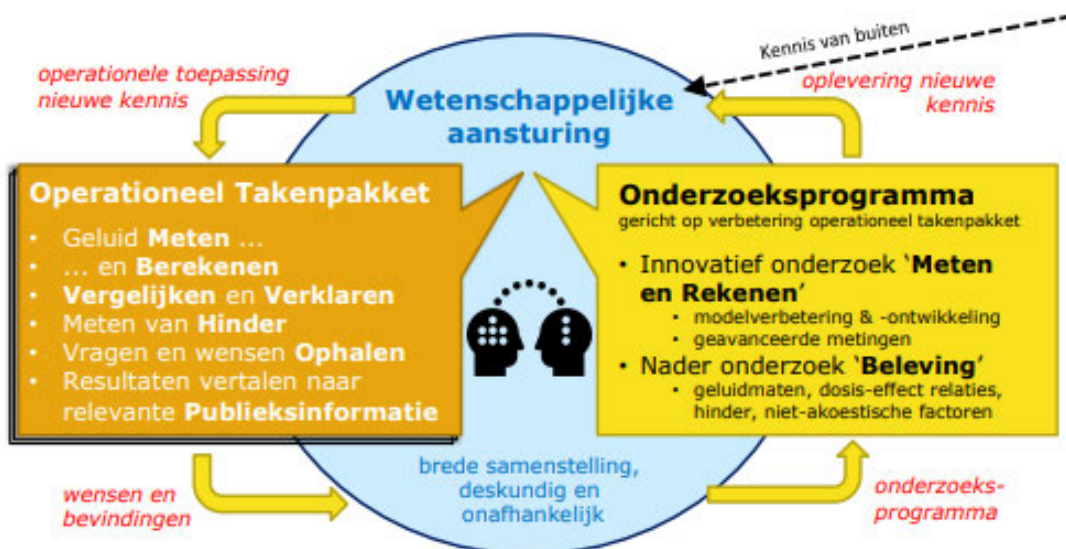 Kennis van buiten
operationele toepassing
nieuwe kennis
Wetenschappelijke
aansturing
oplevering nieuwe
kennis
Operationeel Takenpakket
• Geluid Meten ...
• ... en Berekenen
• Vergelijken en Verklaren
• Meten van Hinder
• Vragen en wensen Ophalen
• Resultaten vertalen naar
relevante Publieksinformatie
Onderzoeksprogramma
gericht op verbetering operationeel takenpakket
• Innovatief onderzoek ‘Meten
en Rekenen’
• modelverbetering & -ontwikkeling
• geavanceerde metingen
• Nader onderzoek ‘Beleving’
• geluidmaten, dosis-effect relaties,
hinder, niet-akoestische factoren
wensen en
bevindingen
brede samenstelling,
deskundig en
onafhankelijk
onderzoeks-
programma